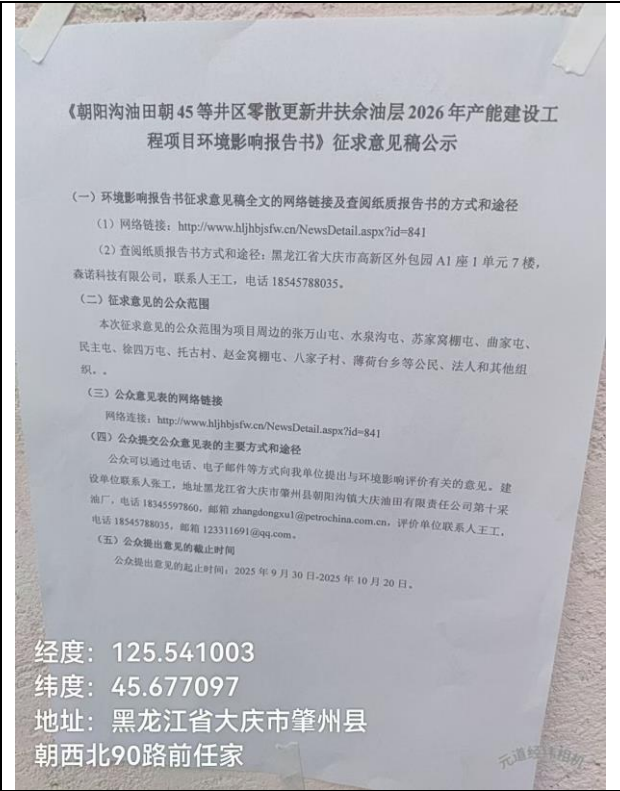 《朝阳沟油田朝45等井区零散更新井扶余油层2026年产能建设工
程项目环境影响报告书》征求意见稿公示
（一）环境影响报告书征求意见稿全文的网络链接及查阅纸质报告书的方式和途径
（1）网络链接：http://www.hljhbjsfw.cn/NewsDetail.aspx?id=841
（2）查阅纸质报告书方式和途径：黑龙江省大庆市高新区外包园A1座1单元7楼，
森诺科技有限公司，联系人王工，电话18545788035。
（二）征求意见的公众范围
本次征求意见的公众范围为项目周边的张万山屯、水泉沟屯、苏家窝棚屯、曲家屯、
民主屯、徐四万屯、托古村、赵金窝棚屯、八家子村、薄荷台乡等公民、法人和其他组
织。。
（三）公众意见表的网络链接
网络连接：http://www.hljhbjsfw.cn/NewsDetail.aspx?id=841
（四）公众提交公众意见表的主要方式和途径
公众可以通过电话、电子邮件等方式向我单位提出与环境影响评价有关的意见。建
设单位联系人张工，地址黑龙江省大庆市肇州县朝阳沟镇大庆油田有限责任公司第十采
油厂，电话18345597860，邮箱zhangdongxu1@petrochina.com.cn，评价单位联系人王工，
电话18545788035，邮箱123311691@qq.com。
（五）公众提出意见的截止时间
公众提出意见的起止时间：2025年9月30日-2025年10月20日。
经度：125.541003
纬度：45.677097
地址：黑龙江省大庆市肇州县
朝西北90路前任家
元道经纬相机